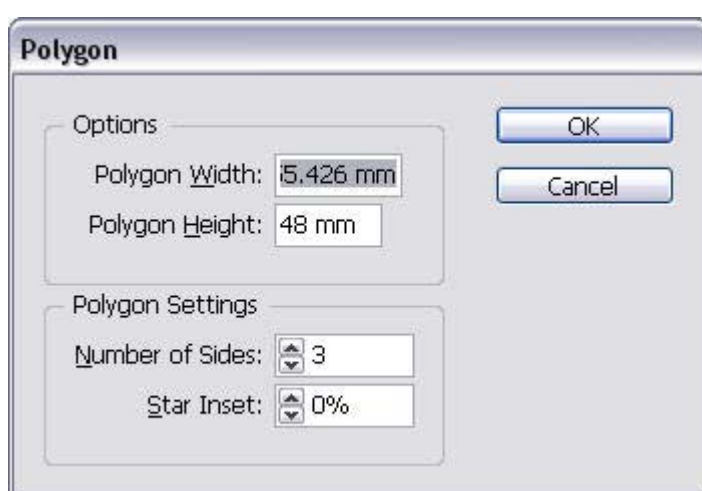 Polygon
Options
OK
Polygon Width: 5.426 mm
Cancel
Polygon Height: 48 mm
Polygon Settings
Number of Sides: 3
Star Inset: 0%